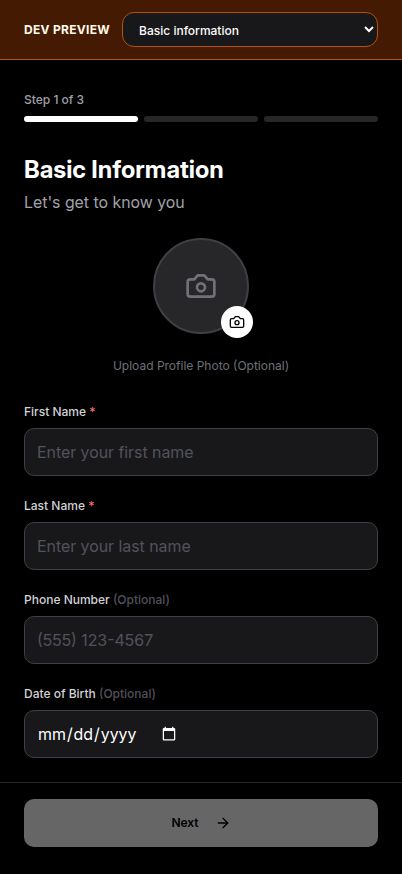 DEV PREVIEW
Basic information
Step 1 of 3
Basic Information
Let's get to know you
Upload Profile Photo (Optional)
First Name *
Enter your first name
Last Name *
Enter your last name
Phone Number (Optional)
(555) 123-4567
Date of Birth (Optional)
mm/dd/yyyy
Next →